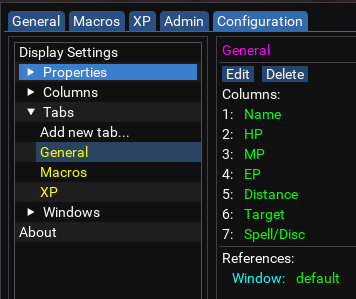 General Macros XP Admin Configuration
Display Settings
Properties
Columns
Tabs
Add new tab...
General
Macros
XP
Windows
About
General
Edit Delete
Columns:
1: Name
2: HP
3: MP
4: EP
5: Distance
6: Target
7: Spell/Disc
References:
Window: default